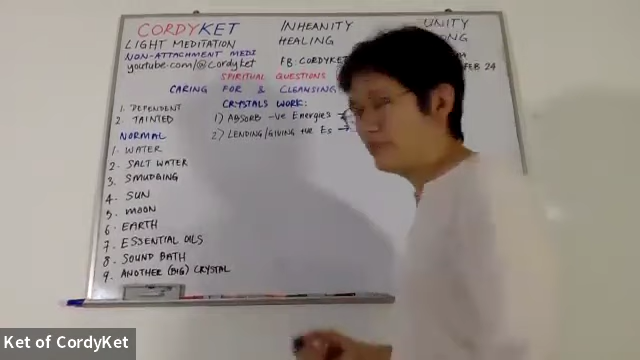 CORDYKET INHEANITY UNITY
LIGHT MEDITATION HEALING
NON-ATTACHMENT MEDI
youtube.com/@Cordyket FB: CORDYKET FEB 24
SPIRITUAL QUESTIONS
CARING FOR & CLEANSING
CRYSTALS WORK:
1. DEPENDENT
2. TAINTED
1) ABSORB -VE ENERGIES →
2) LENDING/GIVING +VE Es →
NORMAL
1. WATER
2. SALT WATER
3. SMUDGING
4. SUN
5. MOON
6. EARTH
7. ESSENTIAL OILS
8. SOUND BATH
9. ANOTHER (BIG) CRYSTAL
Ket of CordyKet